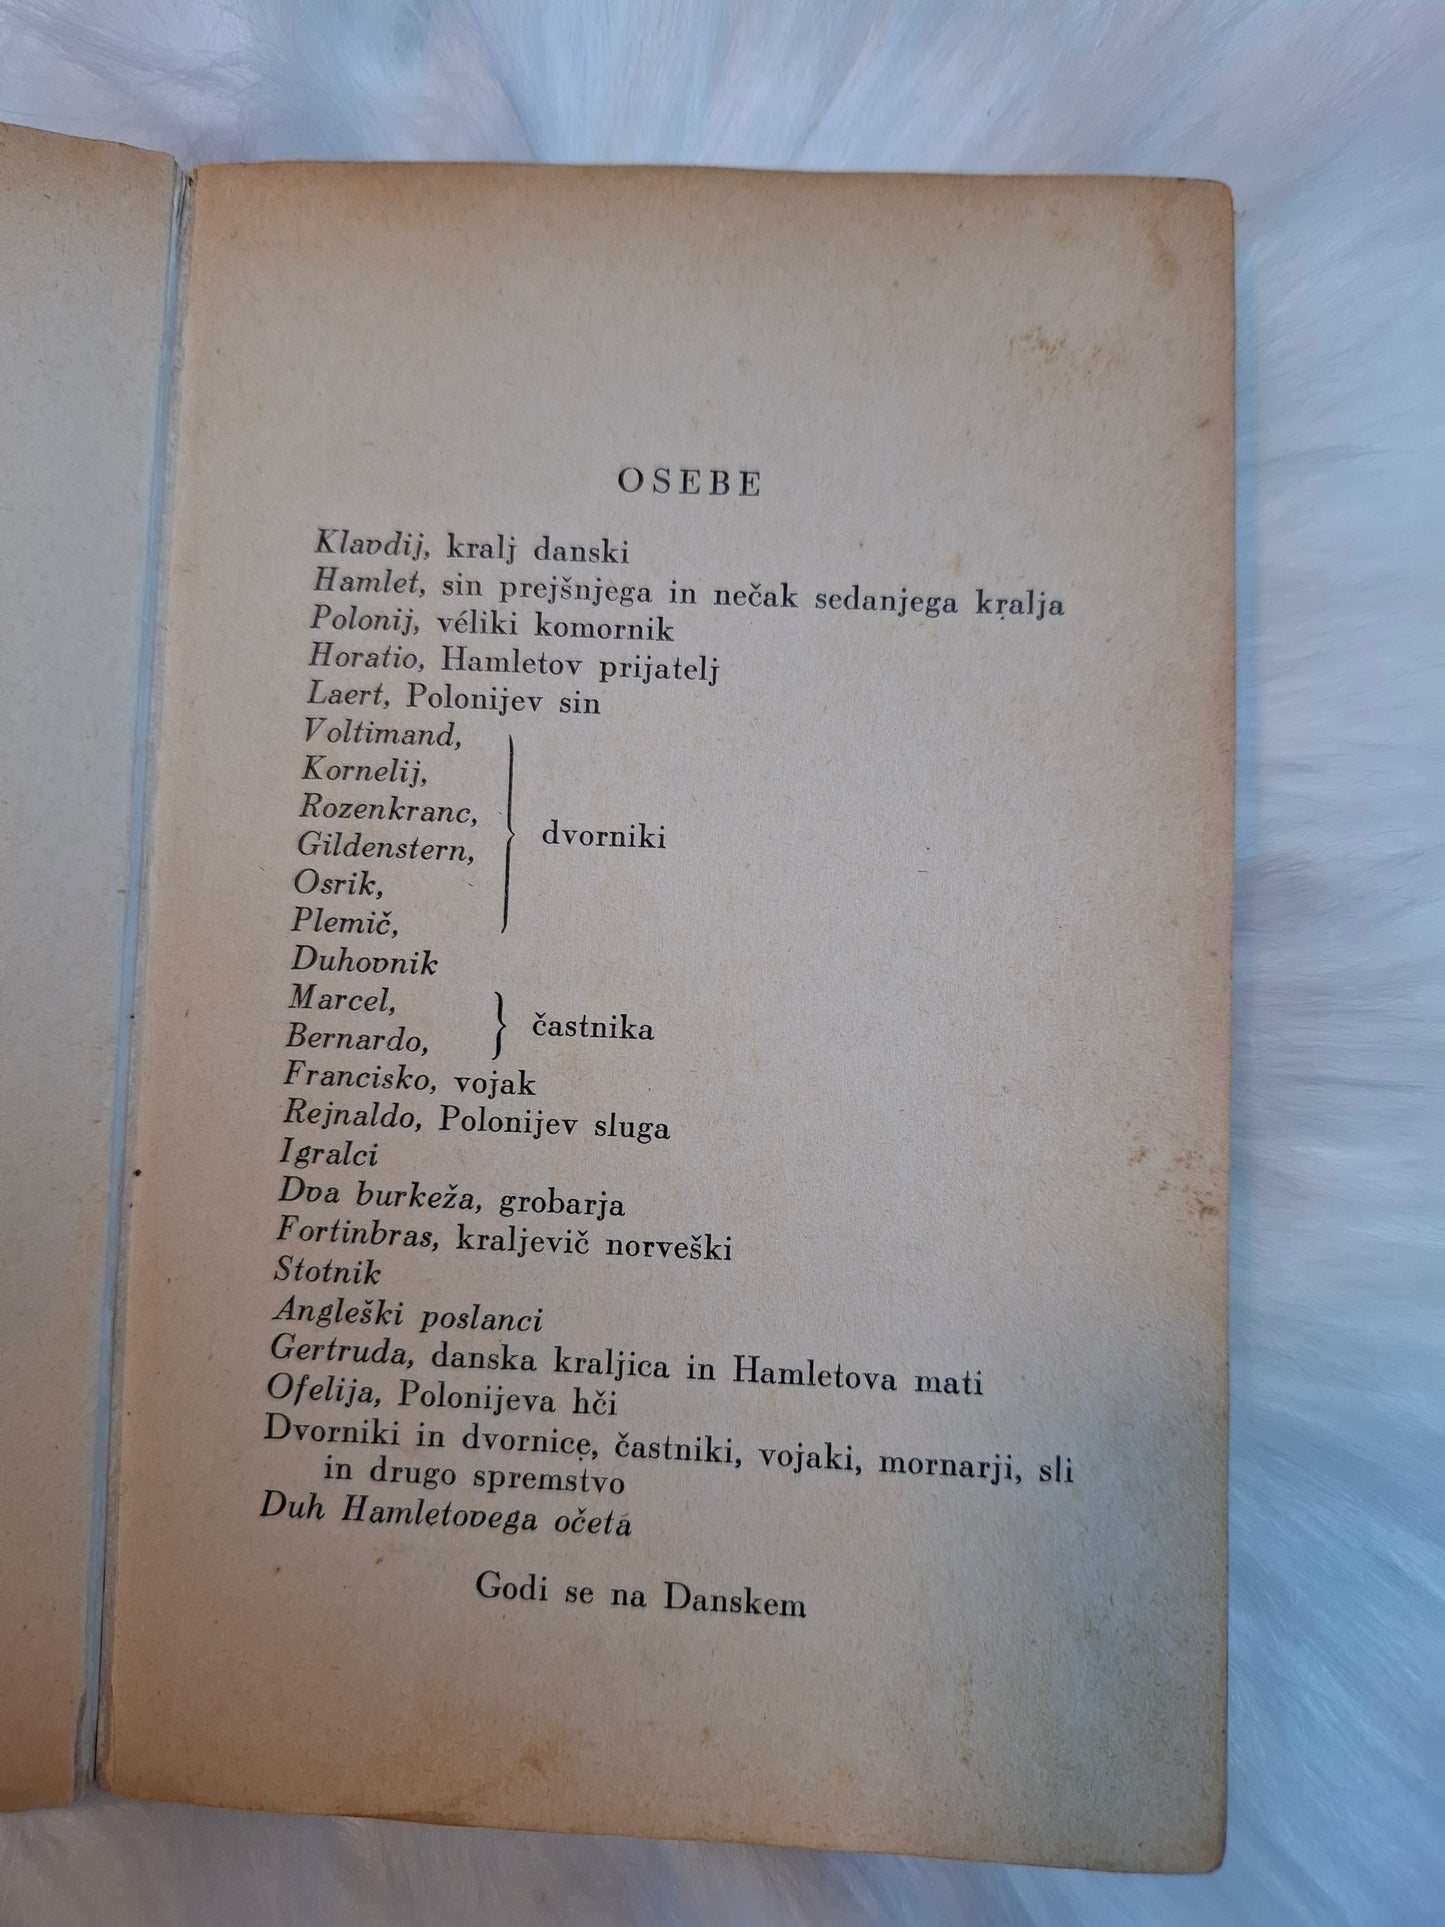 OSEBE
Klavdij, kralj danski
Hamlet, sin prejšnjega in nečak sedanjega kralja
Polonij, véliki komornik
Horatio, Hamletov prijatelj
Laert, Polonijev sin
Voltimand,
Kornelij,
Rozenkranc,
Gildenstern,
Osrik,
Plemič,
dvorniki
Duhovnik
Marcel,
Bernardo,
častnika
Francisko, vojak
Rejnaldo, Polonijev sluga
Igralci
Dva burkeža, grobarja
Fortinbras, kraljevič norveški
Stotnik
Angleški poslanci
Gertruda, danska kraljica in Hamletova mati
Ofelija, Polonijeva hči
Dvorniki in dvornice, častniki, vojaki, mornarji, sli
in drugo spremstvo
Duh Hamletovega očetá
Godi se na Danskem